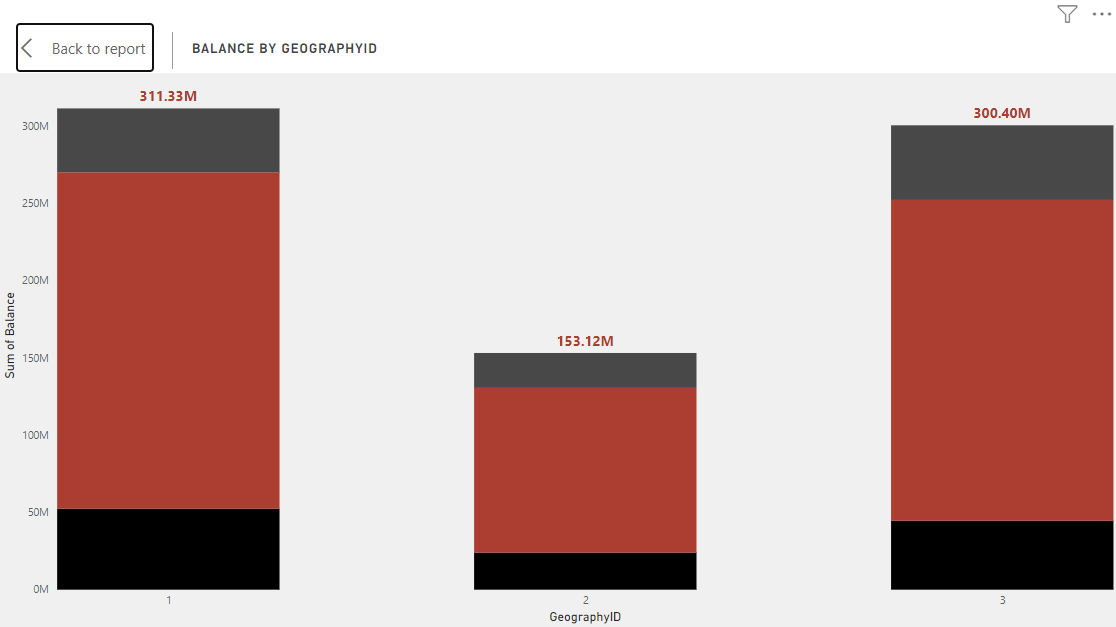 Back to report
BALANCE BY GEOGRAPHYID
311.33M
300.40M
153.12M
300M
250M
200M
150M
100M
50M
0M
Sum of Balance
1
2
3
GeographyID